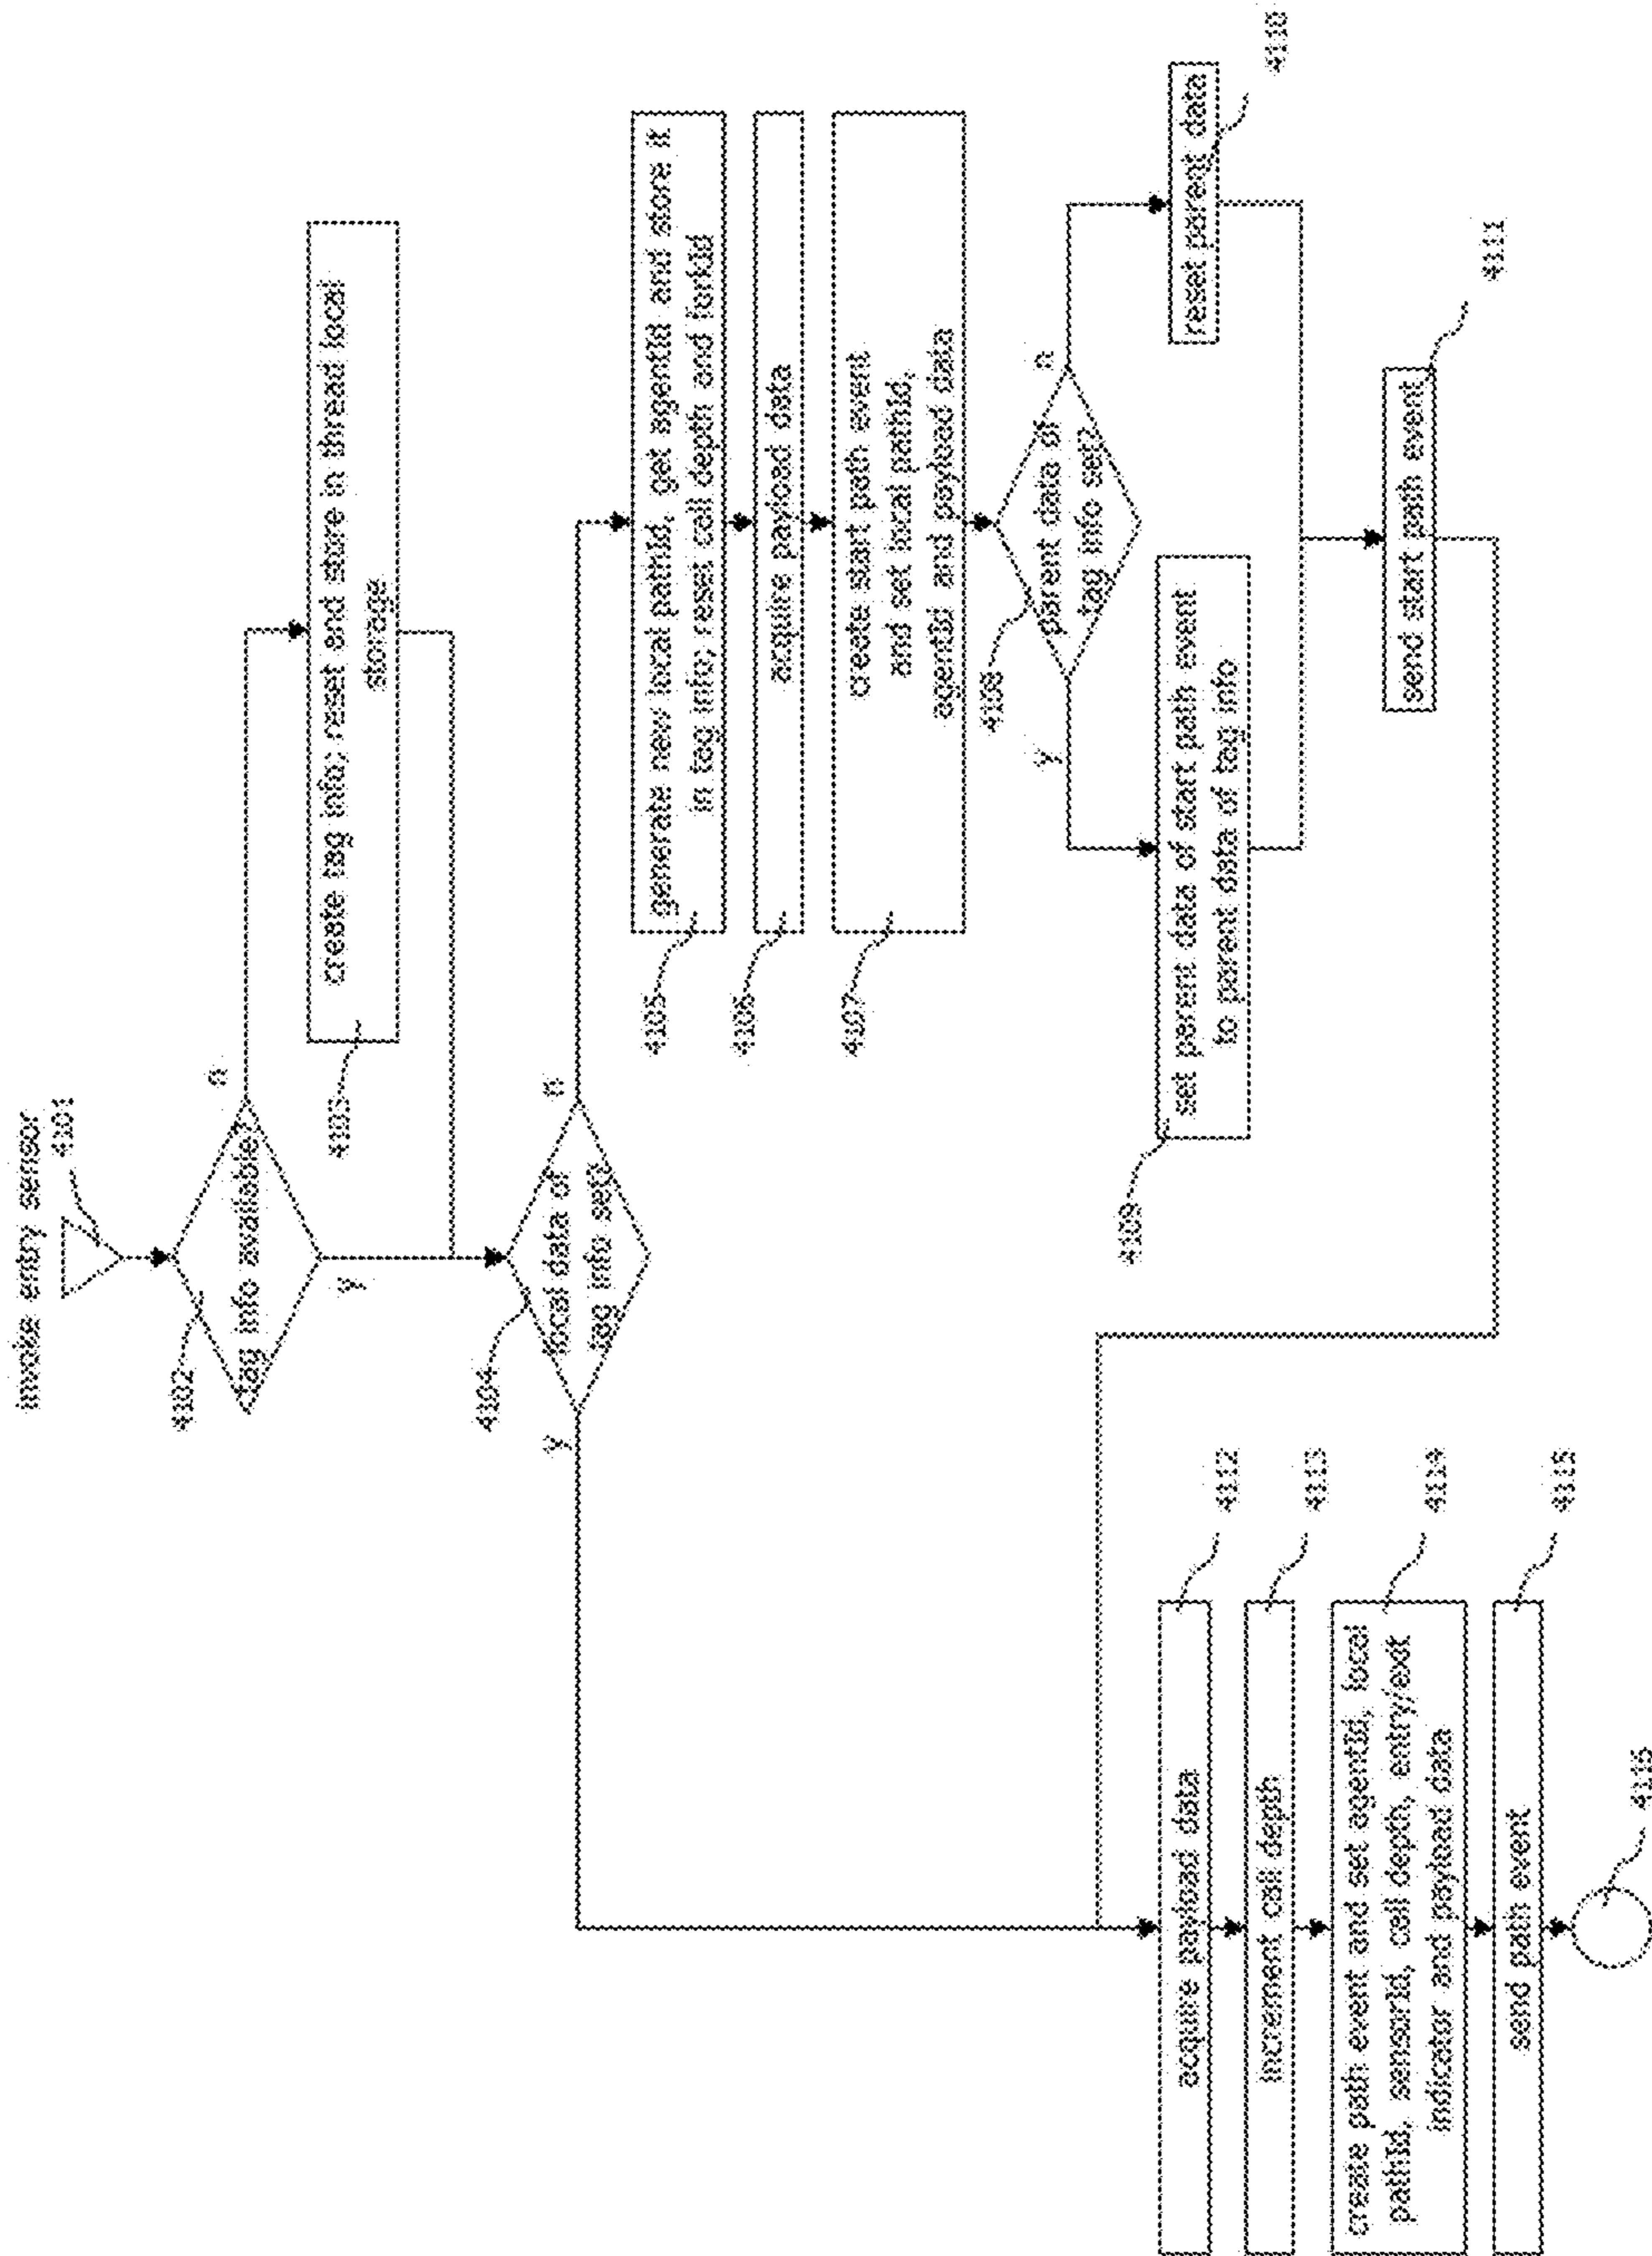 invoke entry sensor
4101
4102
tag info available?
n
y
4103
create tag info; reset and store in thread local
storage
4104
local data of
tag info set?
n
y
4105
generate new local pathId, get agentId and store it
in tag info; reset call depth and forkId
4106
acquire payload data
4107
create start path event
and set local pathId,
agentId and payload data
4108
parent data of
tag info set?
y
n
4109
set parent data of start path event
to parent data of tag info
reset parent data
4110
send start path event
4111
acquire payload data
4112
increment call depth
4113
create path event and set agentId, local
pathId, sensorId, call depth, entry/exit
indicator and payload data
4114
send path event
4115
4116